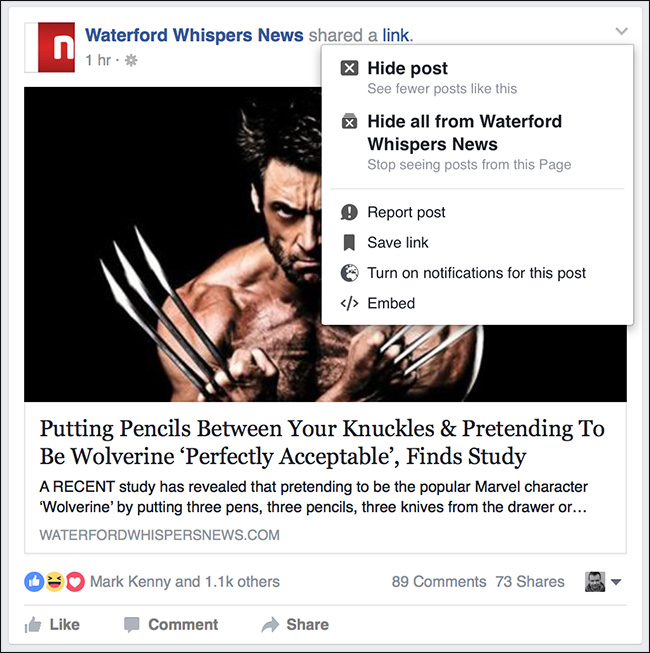 n
Waterford Whispers News shared a link.
1 hr ·
Hide post
See fewer posts like this
Hide all from Waterford
Whispers News
Stop seeing posts from this Page
Report post
Save link
Turn on notifications for this post
</> Embed
Putting Pencils Between Your Knuckles & Pretending To
Be Wolverine ‘Perfectly Acceptable’, Finds Study
A RECENT study has revealed that pretending to be the popular Marvel character
‘Wolverine’ by putting three pens, three pencils, three knives from the drawer or…
WATERFORDWHISPERSNEWS.COM
Mark Kenny and 1.1k others 89 Comments 73 Shares
Like Comment Share